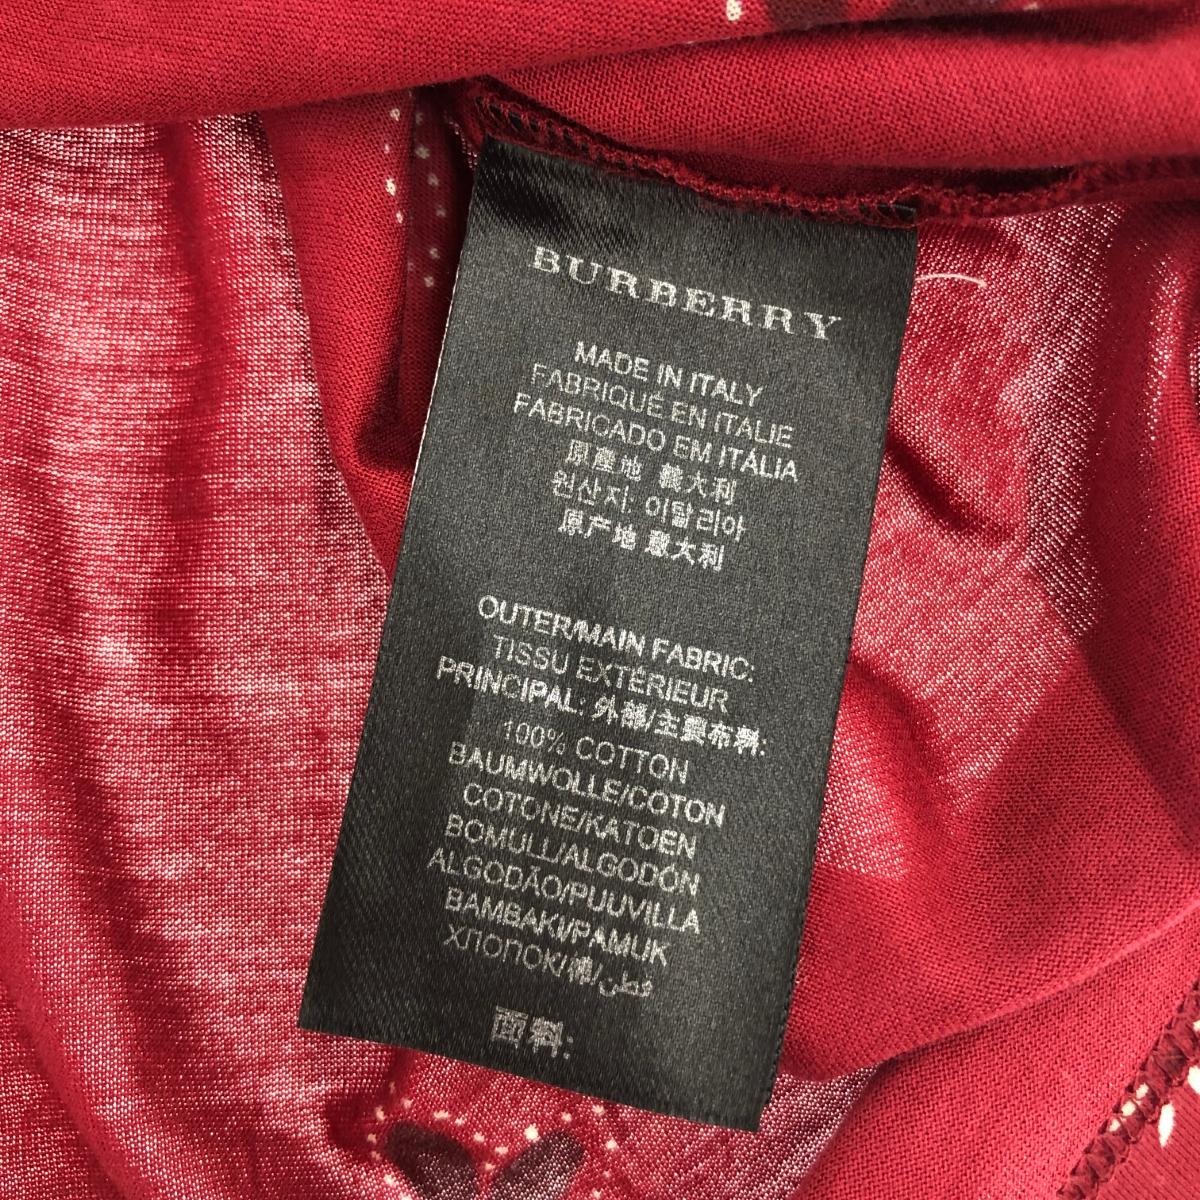 BURBERRY
MADE IN ITALY
FABRIQUÉ EN ITALIE
FABRICADO EM ITÁLIA
原産地 義大利
원산지: 이탈리아
原产地 意大利
OUTER/MAIN FABRIC:
TISSU EXTÉRIEUR
PRINCIPAL: 外部/主要布料:
100% COTTON
BAUMWOLLE/COTON
COTONE/KATOEN
BOMULL/ALGODÓN
ALGODÃO/PUUVILLA
BAMBAKI/PAMUK
ХЛОПОК/棉/قطن
面料: